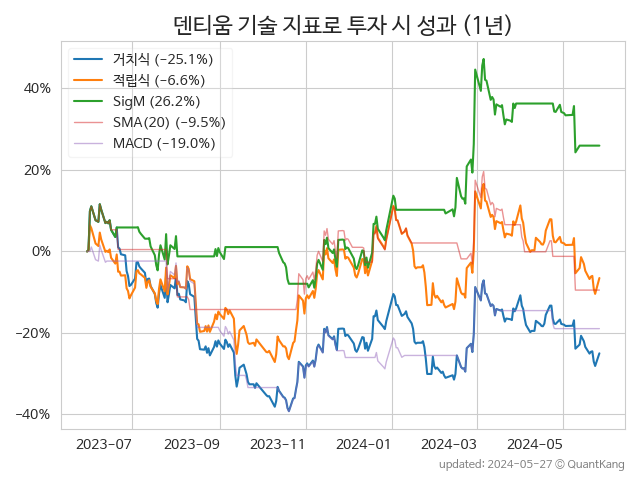 덴티움 기술 지표로 투자 시 성과 (1년)
거치식 (−25.1%)
적립식 (−6.6%)
SigM (26.2%)
SMA(20) (−9.5%)
MACD (−19.0%)
40%
20%
0%
−20%
−40%
2023−07
2023−09
2023−11
2024−01
2024−03
2024−05
updated: 2024−05−27 © QuantKang